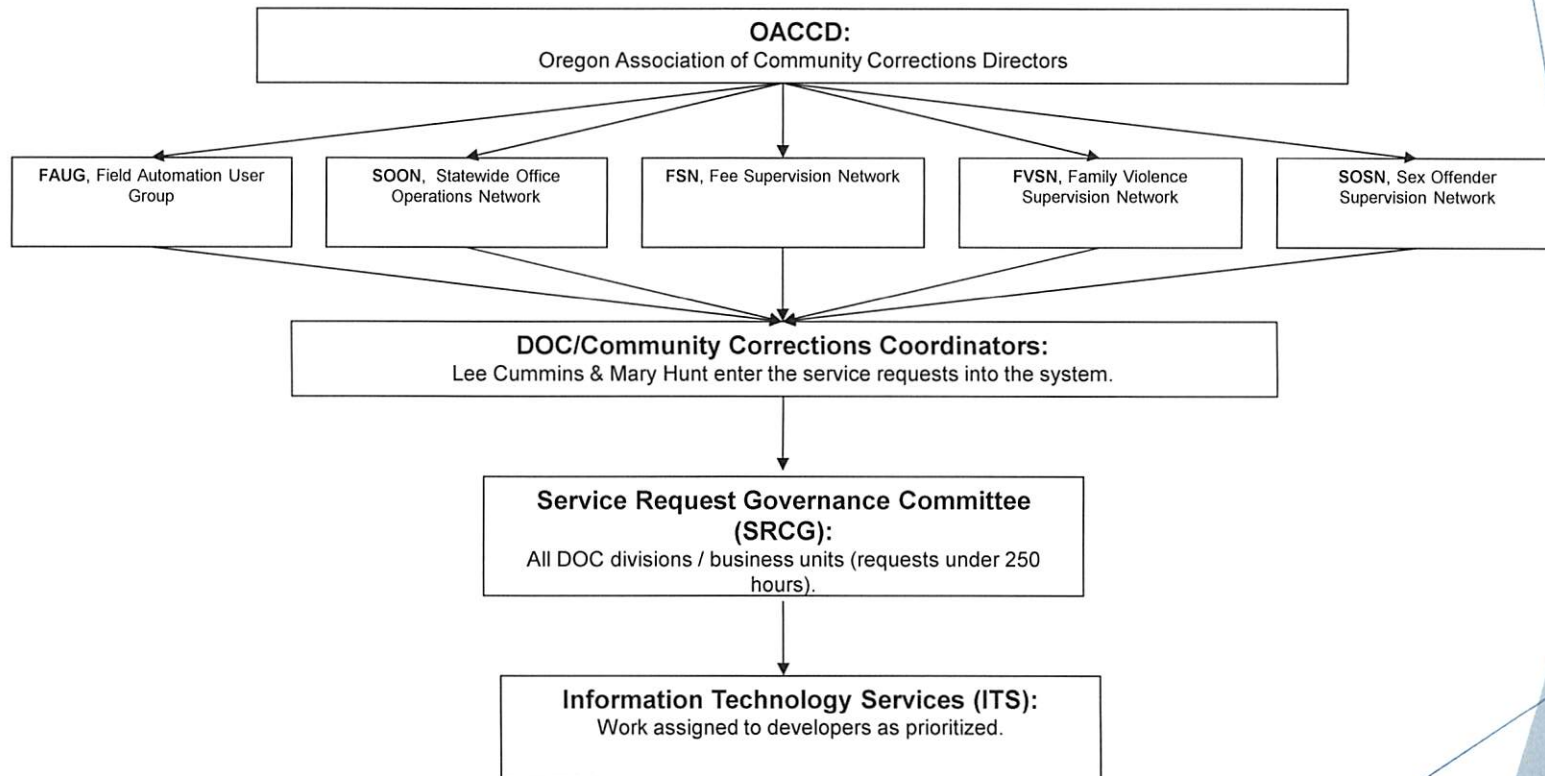 OACCD:
Oregon Association of Community Corrections Directors
FAUG, Field Automation User
Group
SOON, Statewide Office
Operations Network
FSN, Fee Supervision Network
FVSN, Family Violence
Supervision Network
SOSN, Sex Offender
Supervision Network
DOC/Community Corrections Coordinators:
Lee Cummins & Mary Hunt enter the service requests into the system.
Service Request Governance Committee
(SRCG):
All DOC divisions / business units (requests under 250
hours).
Information Technology Services (ITS):
Work assigned to developers as prioritized.